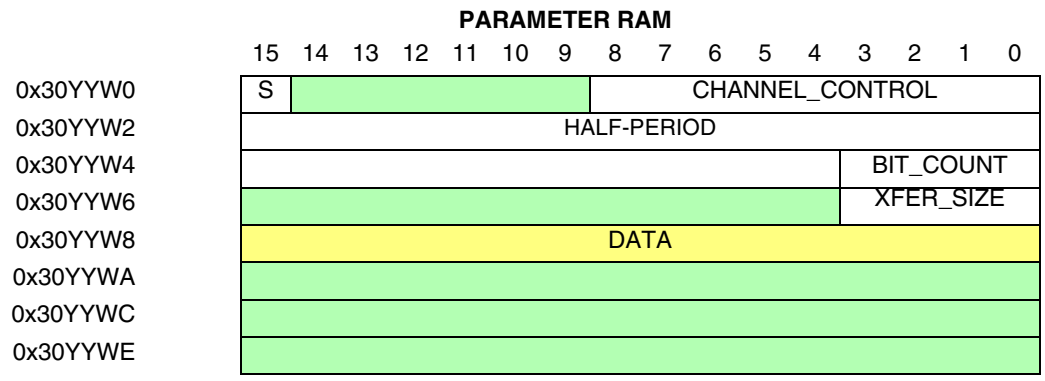 PARAMETER RAM
15 14 13 12 11 10 9 8 7 6 5 4 3 2 1 0
0x30YYW0 S CHANNEL_CONTROL
0x30YYW2 HALF-PERIOD
0x30YYW4 BIT_COUNT
0x30YYW6 XFER_SIZE
0x30YYW8 DATA
0x30YYWA
0x30YYWC
0x30YYWE